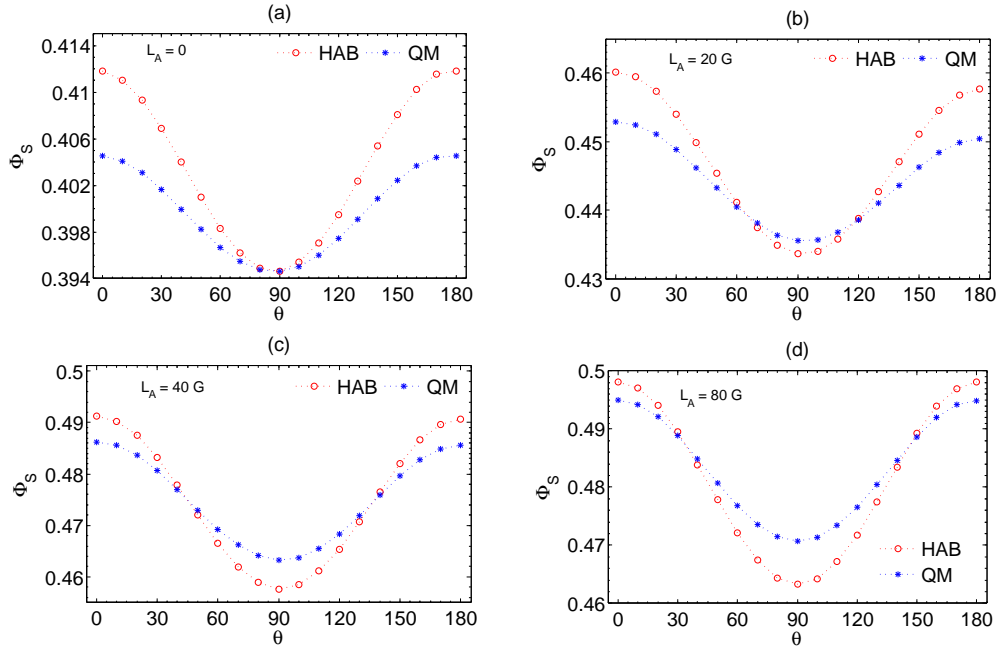 (a)
L_A = 0
HAB QM
0.414
0.41
0.406
0.402
0.398
0.394
Φ_S
0 30 60 90 120 150 180
θ
(b)
L_A = 20 G
HAB QM
0.46
0.45
0.44
0.43
Φ_S
0 30 60 90 120 150 180
θ
(c)
L_A = 40 G
HAB QM
0.5
0.49
0.48
0.47
0.46
Φ_S
0 30 60 90 120 150 180
θ
(d)
L_A = 80 G
0.5
0.49
0.48
0.47
0.46
Φ_S
HAB
QM
0 30 60 90 120 150 180
θ